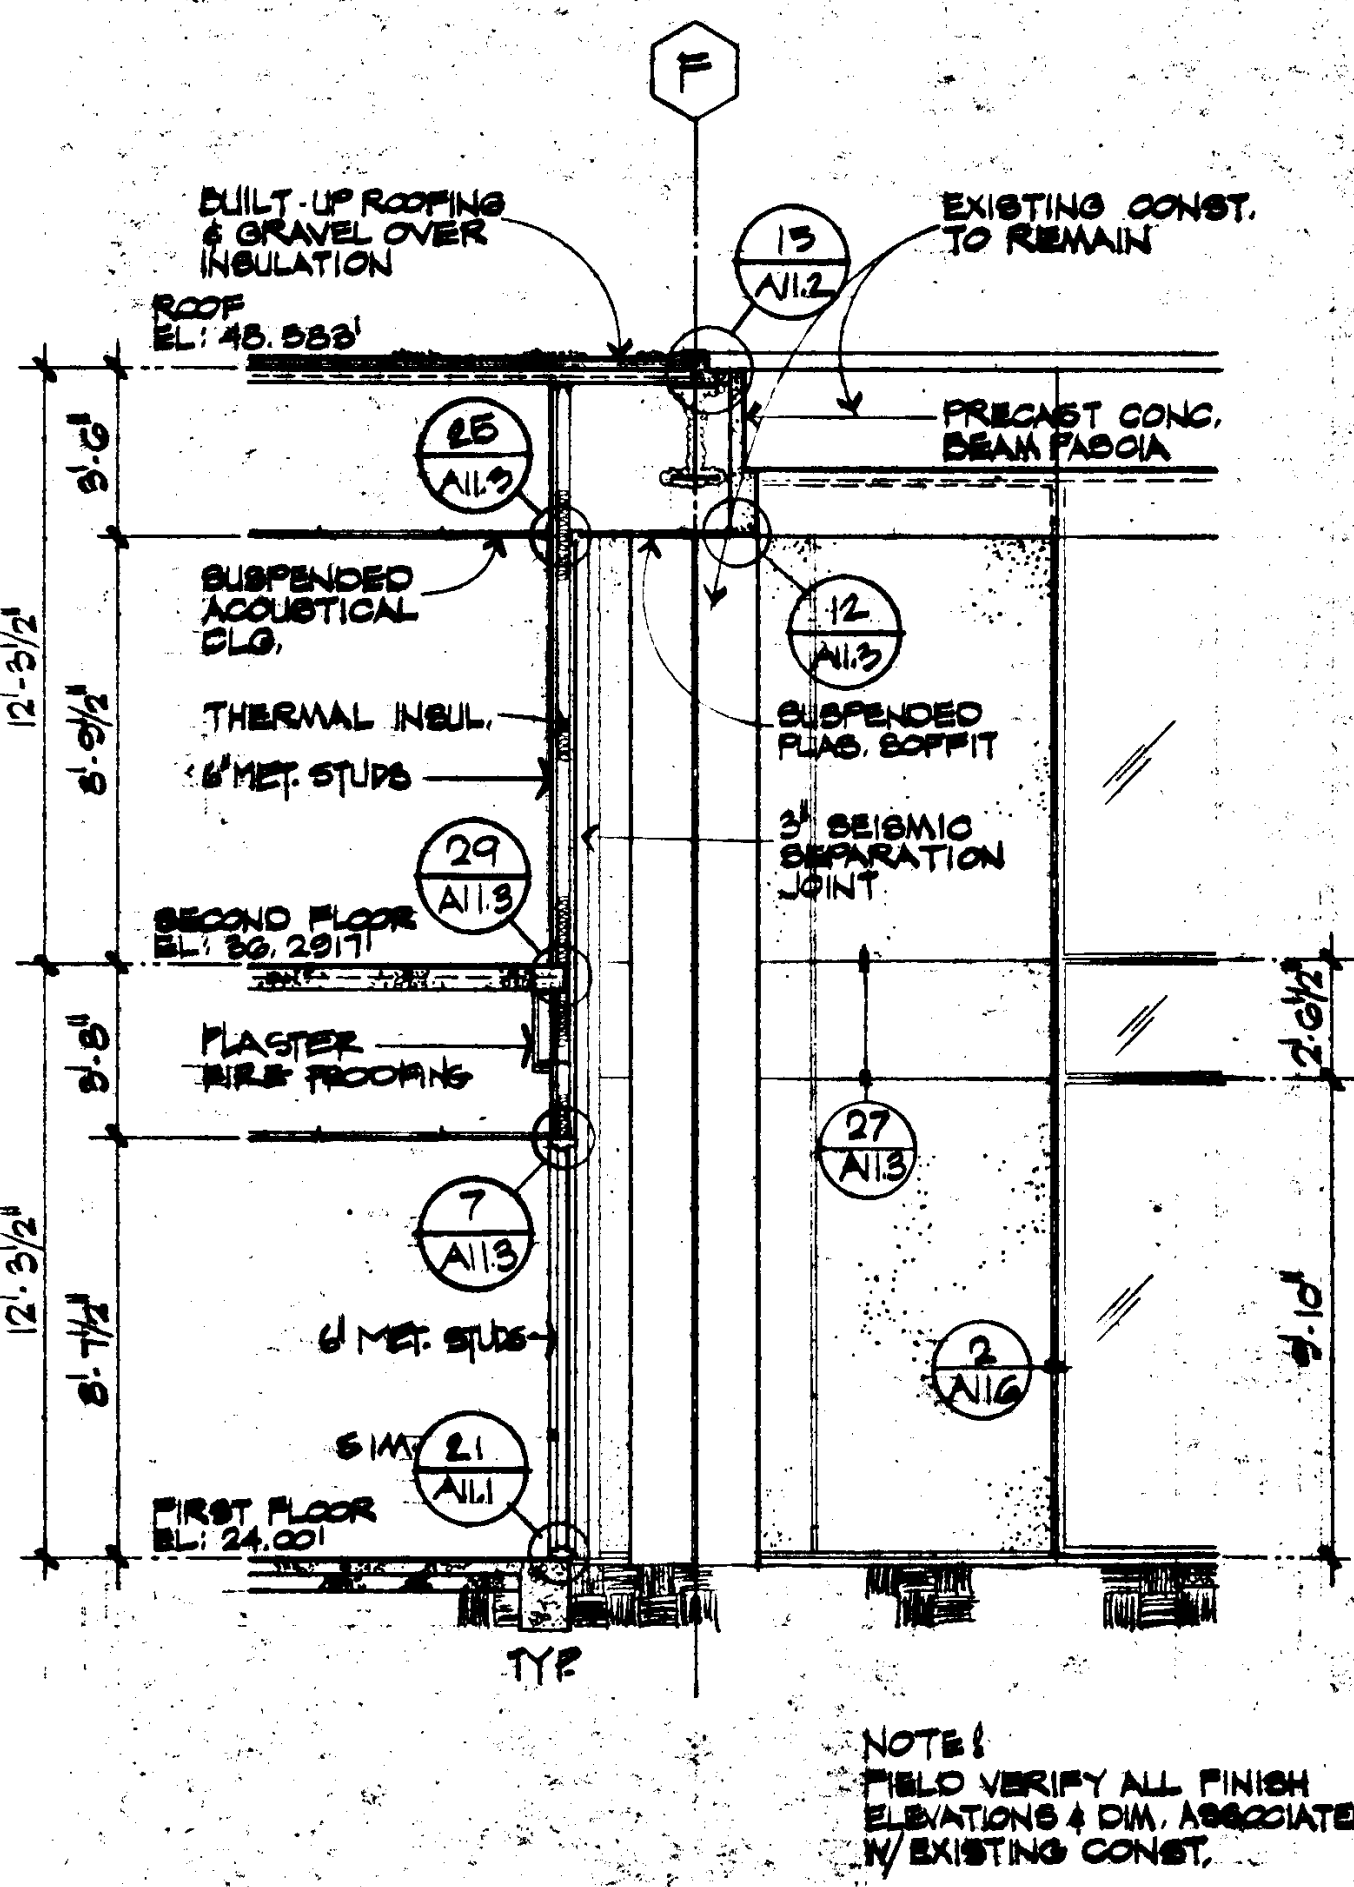 F
BUILT-UP ROOFING
& GRAVEL OVER
INSULATION
EXISTING CONST.
TO REMAIN
13
A11.2
ROOF
EL: 48.583'
PRECAST CONC.
BEAM FASCIA
25
A11.3
3'-6"
SUSPENDED
ACOUSTICAL
CLG.
12
A11.3
12'-3 1/2"
8'-9 1/2"
THERMAL INSUL.
6" MET. STUDS
SUSPENDED
PLAS. SOFFIT
3" SEISMIC
SEPARATION
JOINT
29
A11.3
SECOND FLOOR
EL: 36.2917'
2'-6 1/2"
3'-8"
PLASTER
FIRE PROOFING
27
A11.3
7
A11.3
12'-3 1/2"
8'-7 1/2"
6" MET. STUDS
9'-10"
2
A11.6
SIM.
21
A11.1
FIRST FLOOR
EL: 24.00'
TYP.
NOTE:
FIELD VERIFY ALL FINISH
ELEVATIONS & DIM. ASSOCIATED
W/ EXISTING CONST.